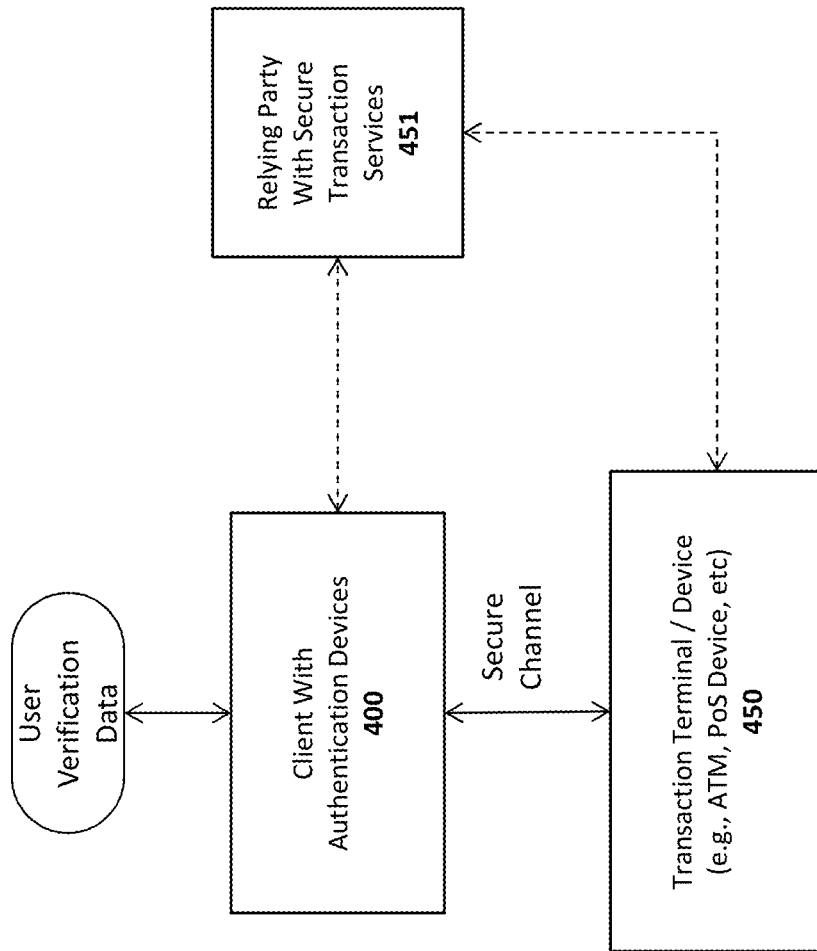 User
Verification
Data
Client With
Authentication Devices
400
Relying Party
With Secure
Transaction
Services
451
Secure
Channel
Transaction Terminal / Device
(e.g., ATM, PoS Device, etc)
450